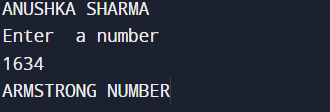 ANUSHKA SHARMA
Enter  a number
1634
ARMSTRONG NUMBER